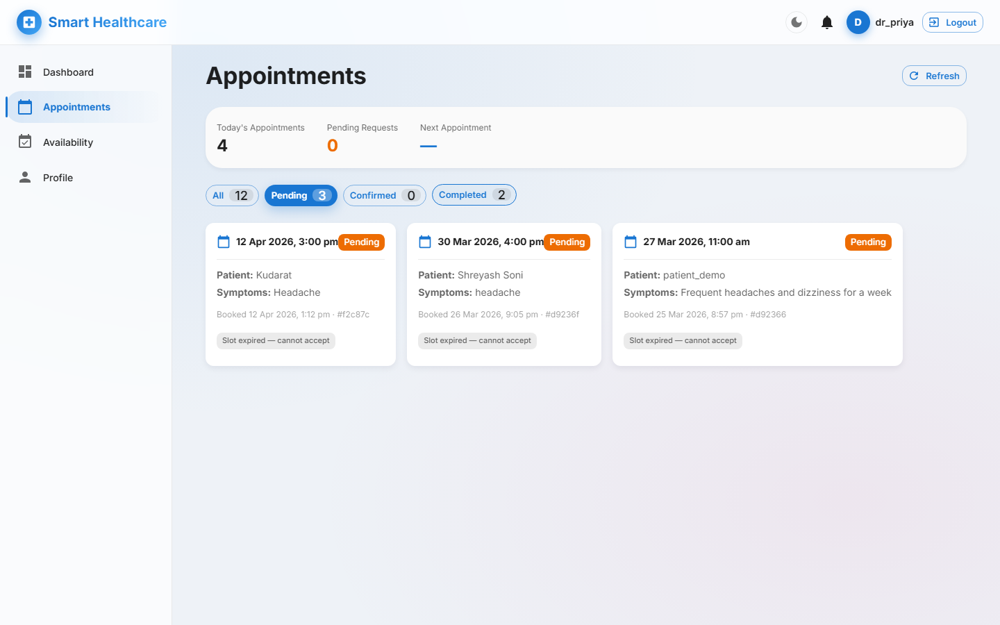 Smart Healthcare
D
dr_priya
Logout
Dashboard
Appointments
Availability
Profile
Appointments
Refresh
Today's Appointments
4
Pending Requests
0
Next Appointment
—
All 12
Pending 3
Confirmed 0
Completed 2
12 Apr 2026, 3:00 pm Pending
Patient: Kudarat
Symptoms: Headache
Booked 12 Apr 2026, 1:12 pm · #f2c87c
Slot expired — cannot accept
30 Mar 2026, 4:00 pm Pending
Patient: Shreyash Soni
Symptoms: headache
Booked 26 Mar 2026, 9:05 pm · #d9236f
Slot expired — cannot accept
27 Mar 2026, 11:00 am Pending
Patient: patient_demo
Symptoms: Frequent headaches and dizziness for a week
Booked 25 Mar 2026, 8:57 pm · #d92366
Slot expired — cannot accept